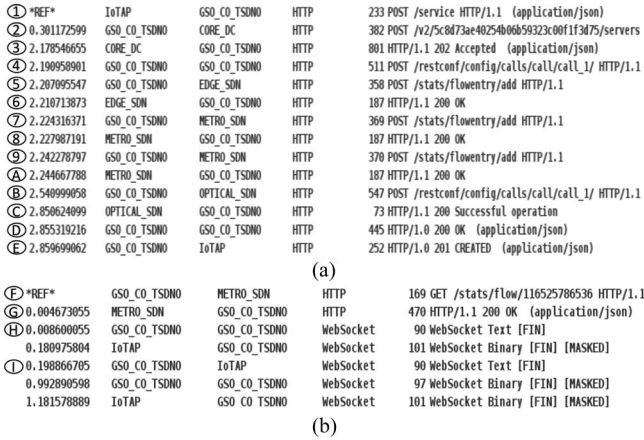 ① *REF* IoTAP GSO_CO_TSDNO HTTP 233 POST /service HTTP/1.1 (application/json)
② 0.301172599 GSO_CO_TSDNO CORE_DC HTTP 382 POST /v2/5c8d73ae40254b06b59323c00f1f3d75/servers
③ 2.178546655 CORE_DC GSO_CO_TSDNO HTTP 801 HTTP/1.1 202 Accepted (application/json)
④ 2.190958901 GSO_CO_TSDNO GSO_CO_TSDNO HTTP 511 POST /restconf/config/calls/call/call_1/ HTTP/1.1
⑤ 2.207095547 GSO_CO_TSDNO EDGE_SDN HTTP 358 POST /stats/flowentry/add HTTP/1.1
⑥ 2.210713873 EDGE_SDN GSO_CO_TSDNO HTTP 187 HTTP/1.1 200 OK
⑦ 2.224316371 GSO_CO_TSDNO METRO_SDN HTTP 369 POST /stats/flowentry/add HTTP/1.1
⑧ 2.227987191 METRO_SDN GSO_CO_TSDNO HTTP 187 HTTP/1.1 200 OK
⑨ 2.242278797 GSO_CO_TSDNO METRO_SDN HTTP 370 POST /stats/flowentry/add HTTP/1.1
Ⓐ 2.244667788 METRO_SDN GSO_CO_TSDNO HTTP 187 HTTP/1.1 200 OK
Ⓑ 2.540999058 GSO_CO_TSDNO OPTICAL_SDN HTTP 547 POST /restconf/config/calls/call/call_1/ HTTP/1.1
Ⓒ 2.850624099 OPTICAL_SDN GSO_CO_TSDNO HTTP 73 HTTP/1.1 200 Successful operation
Ⓓ 2.855319216 GSO_CO_TSDNO GSO_CO_TSDNO HTTP 445 HTTP/1.0 200 OK (application/json)
Ⓔ 2.859699062 GSO_CO_TSDNO IoTAP HTTP 252 HTTP/1.0 201 CREATED (application/json)
(a)
Ⓕ *REF* GSO_CO_TSDNO METRO_SDN HTTP 169 GET /stats/flow/116525786536 HTTP/1.1
Ⓖ 0.004673055 METRO_SDN GSO_CO_TSDNO HTTP 470 HTTP/1.1 200 OK (application/json)
Ⓗ 0.008600055 GSO_CO_TSDNO GSO_CO_TSDNO WebSocket 90 WebSocket Text [FIN]
0.180975804 IoTAP GSO_CO_TSDNO WebSocket 101 WebSocket Binary [FIN] [MASKED]
Ⓘ 0.198866705 GSO_CO_TSDNO IoTAP WebSocket 90 WebSocket Text [FIN]
0.992890598 GSO_CO_TSDNO GSO_CO_TSDNO WebSocket 97 WebSocket Binary [FIN] [MASKED]
1.181578889 IoTAP GSO CO TSDNO WebSocket 101 WebSocket Binary [FIN] [MASKED]
(b)